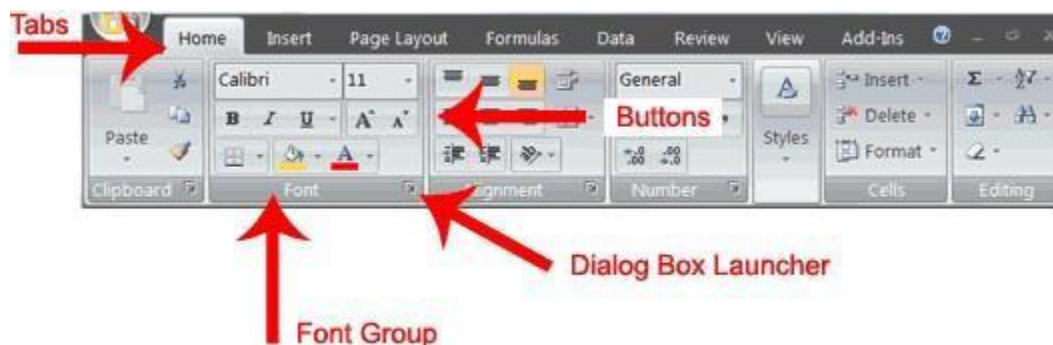 Tabs
Home Insert Page Layout Formulas Data Review View Add-Ins
Calibri 11 General Insert Σ
B I U A A Buttons Delete
Paste Styles Format
A
Clipboard Font Number Cells Editing
Dialog Box Launcher
Font Group